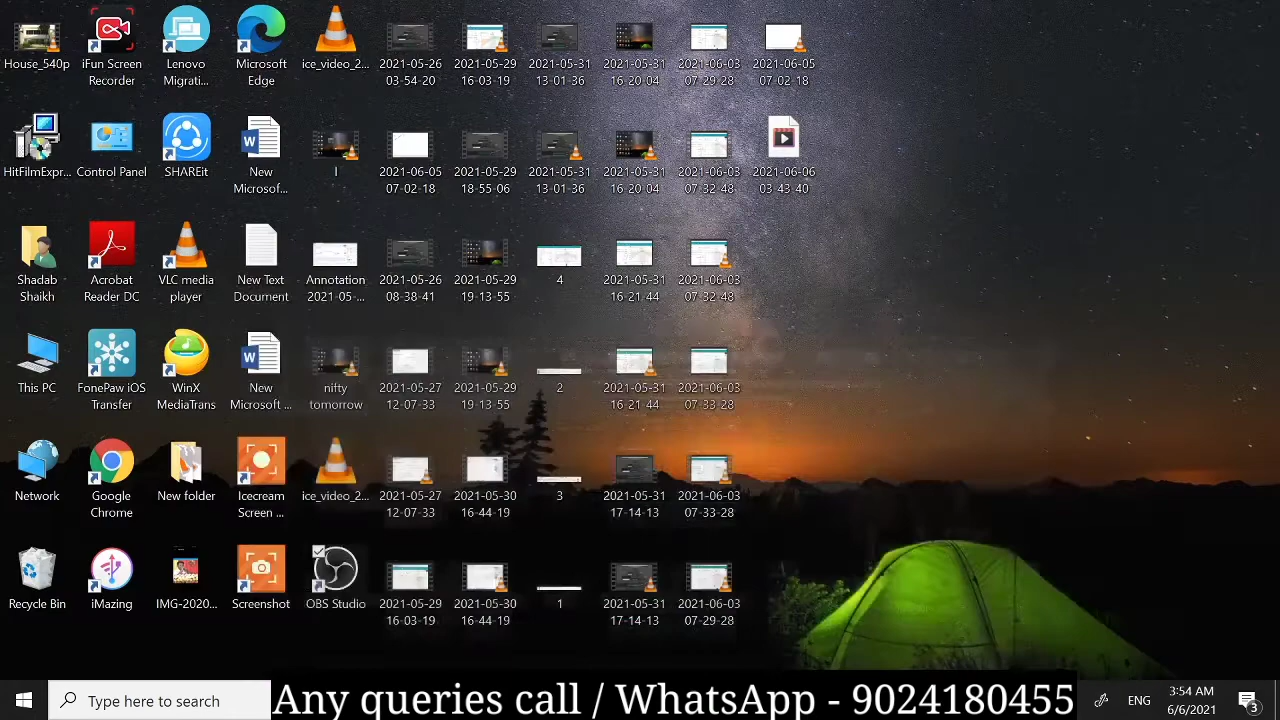 House_540p
iFun Screen
Recorder
Lenovo
Migrati...
Microsoft
Edge
ice_video_2...
2021-05-26
03-54-20
2021-05-29
16-03-19
2021-05-31
13-01-36
2021-05-31
16-20-04
2021-06-03
07-29-28
2021-06-05
07-02-18
HitFilmExpr...
Control Panel
SHAREit
New
Microsof...
l
2021-06-05
07-02-18
2021-05-29
18-55-06
2021-05-31
13-01-36
2021-05-31
16-20-04
2021-06-03
07-32-48
2021-06-06
03-43-40
Shadab
Shaikh
Acrobat
Reader DC
VLC media
player
New Text
Document
Annotation
2021-05-...
2021-05-26
08-38-41
2021-05-29
19-13-55
4
2021-05-31
16-21-44
2021-06-03
07-32-48
This PC
FonePaw iOS
Transfer
WinX
MediaTrans
New
Microsoft ...
nifty
tomorrow
2021-05-27
12-07-33
2021-05-29
19-13-55
2
2021-05-31
16-21-44
2021-06-03
07-33-28
Network
Google
Chrome
New folder
Icecream
Screen ...
ice_video_2...
2021-05-27
12-07-33
2021-05-30
16-44-19
3
2021-05-31
17-14-13
2021-06-03
07-33-28
Recycle Bin
iMazing
IMG-2020...
Screenshot
OBS Studio
2021-05-29
16-03-19
2021-05-30
16-44-19
1
2021-05-31
17-14-13
2021-06-03
07-29-28
Type here to search
Any queries call / WhatsApp - 9024180455
ENG
3:54 AM
6/6/2021
3